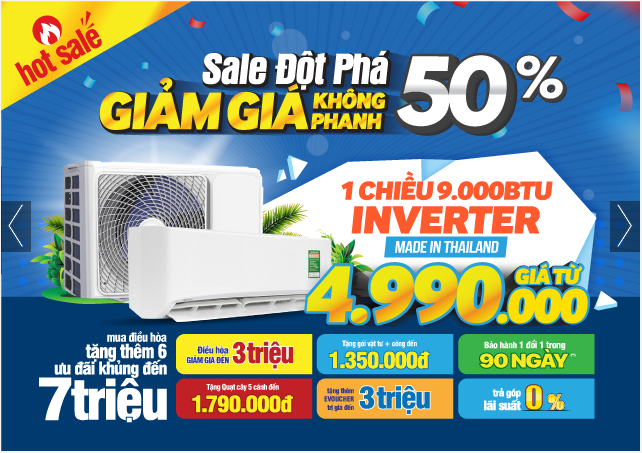 hot sale
Sale Đột Phá
GIẢM GIÁ KHÔNG PHANH
50%
1 CHIỀU 9.000BTU
INVERTER
MADE IN THAILAND
GIÁ TỪ
4.990.000
mua điều hòa
tăng thêm 6
ưu đãi khủng đến
7triệu
Điều hòa
GIẢM GIÁ ĐẾN 3triệu
Tặng gói vật tư + công đến
1.350.000đ
Bảo hành 1 đổi 1 trong
90 NGÀY
Tặng Quạt cây 5 cánh đến
1.790.000đ
tặng thêm
EVOUCHER
trị giá đến 3triệu
trả góp
lãi suất 0%